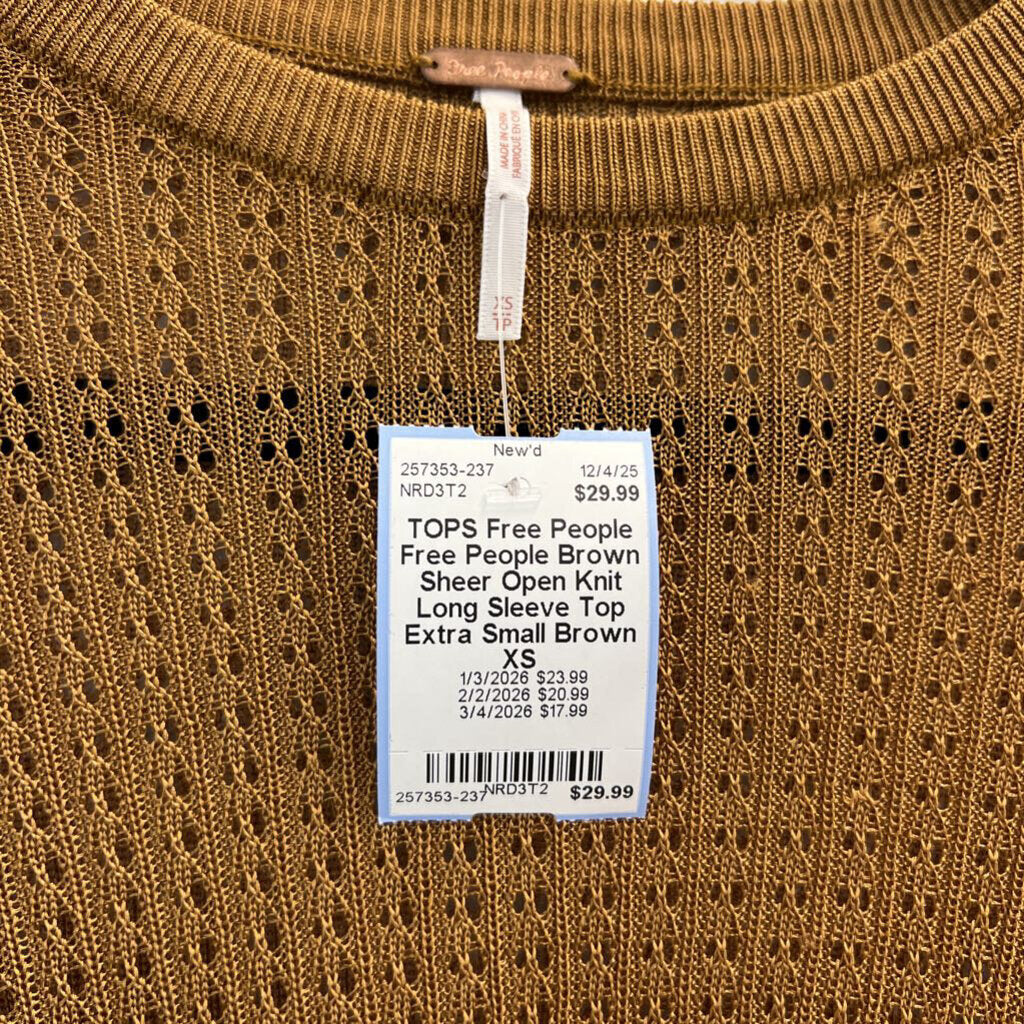 Free People
MADE IN CHIN
FABRIQUÉ EN CHI
XS
TP
New'd
257353-237 12/4/25
NRD3T2 $29.99
TOPS Free People
Free People Brown
Sheer Open Knit
Long Sleeve Top
Extra Small Brown
XS
1/3/2026 $23.99
2/2/2026 $20.99
3/4/2026 $17.99
257353-237 NRD3T2 $29.99